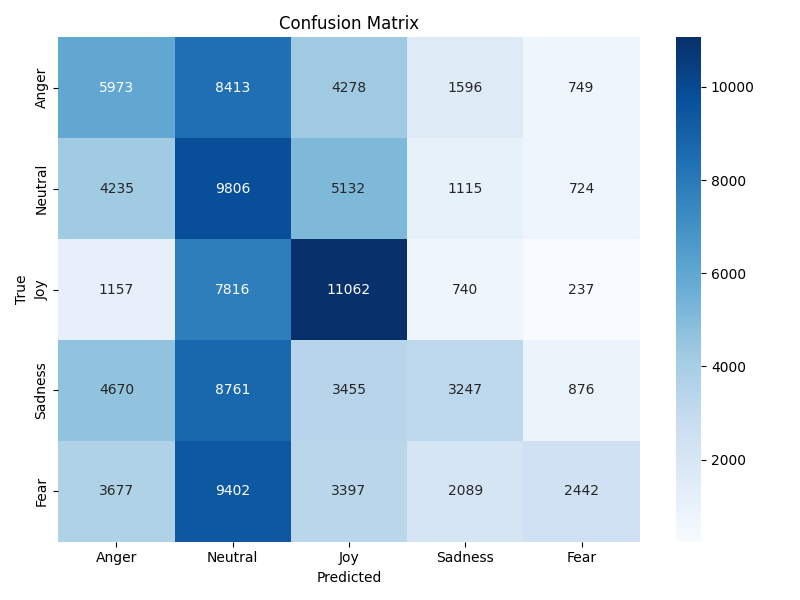 Confusion Matrix
True
Anger 5973 8413 4278 1596 749
Neutral 4235 9806 5132 1115 724
Joy 1157 7816 11062 740 237
Sadness 4670 8761 3455 3247 876
Fear 3677 9402 3397 2089 2442
Anger Neutral Joy Sadness Fear
Predicted
10000
8000
6000
4000
2000